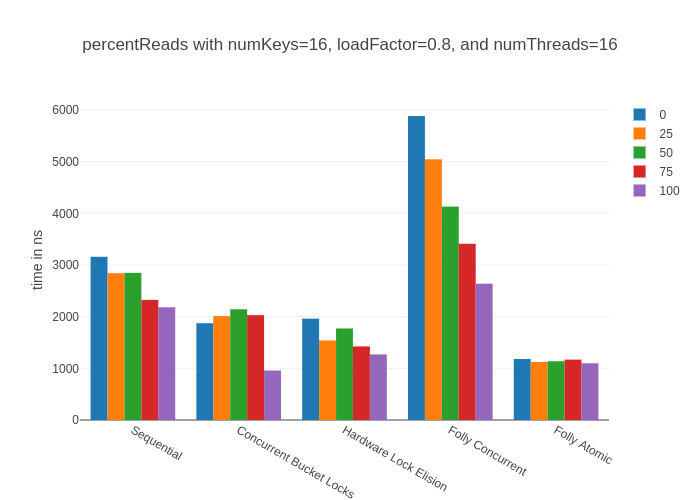 percentReads with numKeys=16, loadFactor=0.8, and numThreads=16
0
25
50
75
100
time in ns
6000
5000
4000
3000
2000
1000
0
Sequential
Concurrent Bucket Locks
Hardware Lock Elision
Folly Concurrent
Folly Atomic